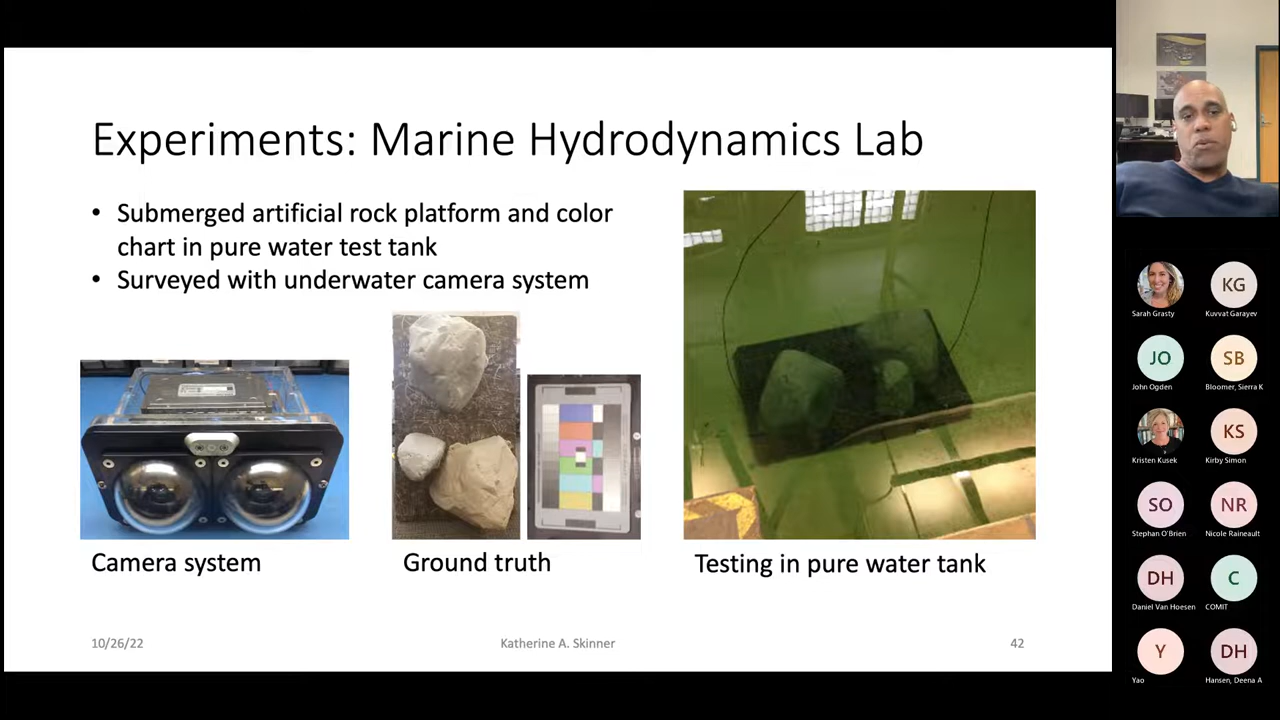 Experiments: Marine Hydrodynamics Lab
• Submerged artificial rock platform and color
chart in pure water test tank
• Surveyed with underwater camera system
Camera system
Ground truth
Testing in pure water tank
10/26/22
Katherine A. Skinner
42
Sarah Grasty
KG
Kuvvat Garayev
JO
John Ogden
SB
Bloomer, Sierra K
Kristen Kusek
KS
Kirby Simon
SO
Stephan O'Brien
NR
Nicole Raineault
DH
Daniel Van Hoesen
C
COMIT
Y
Yao
DH
Hansen, Deena A